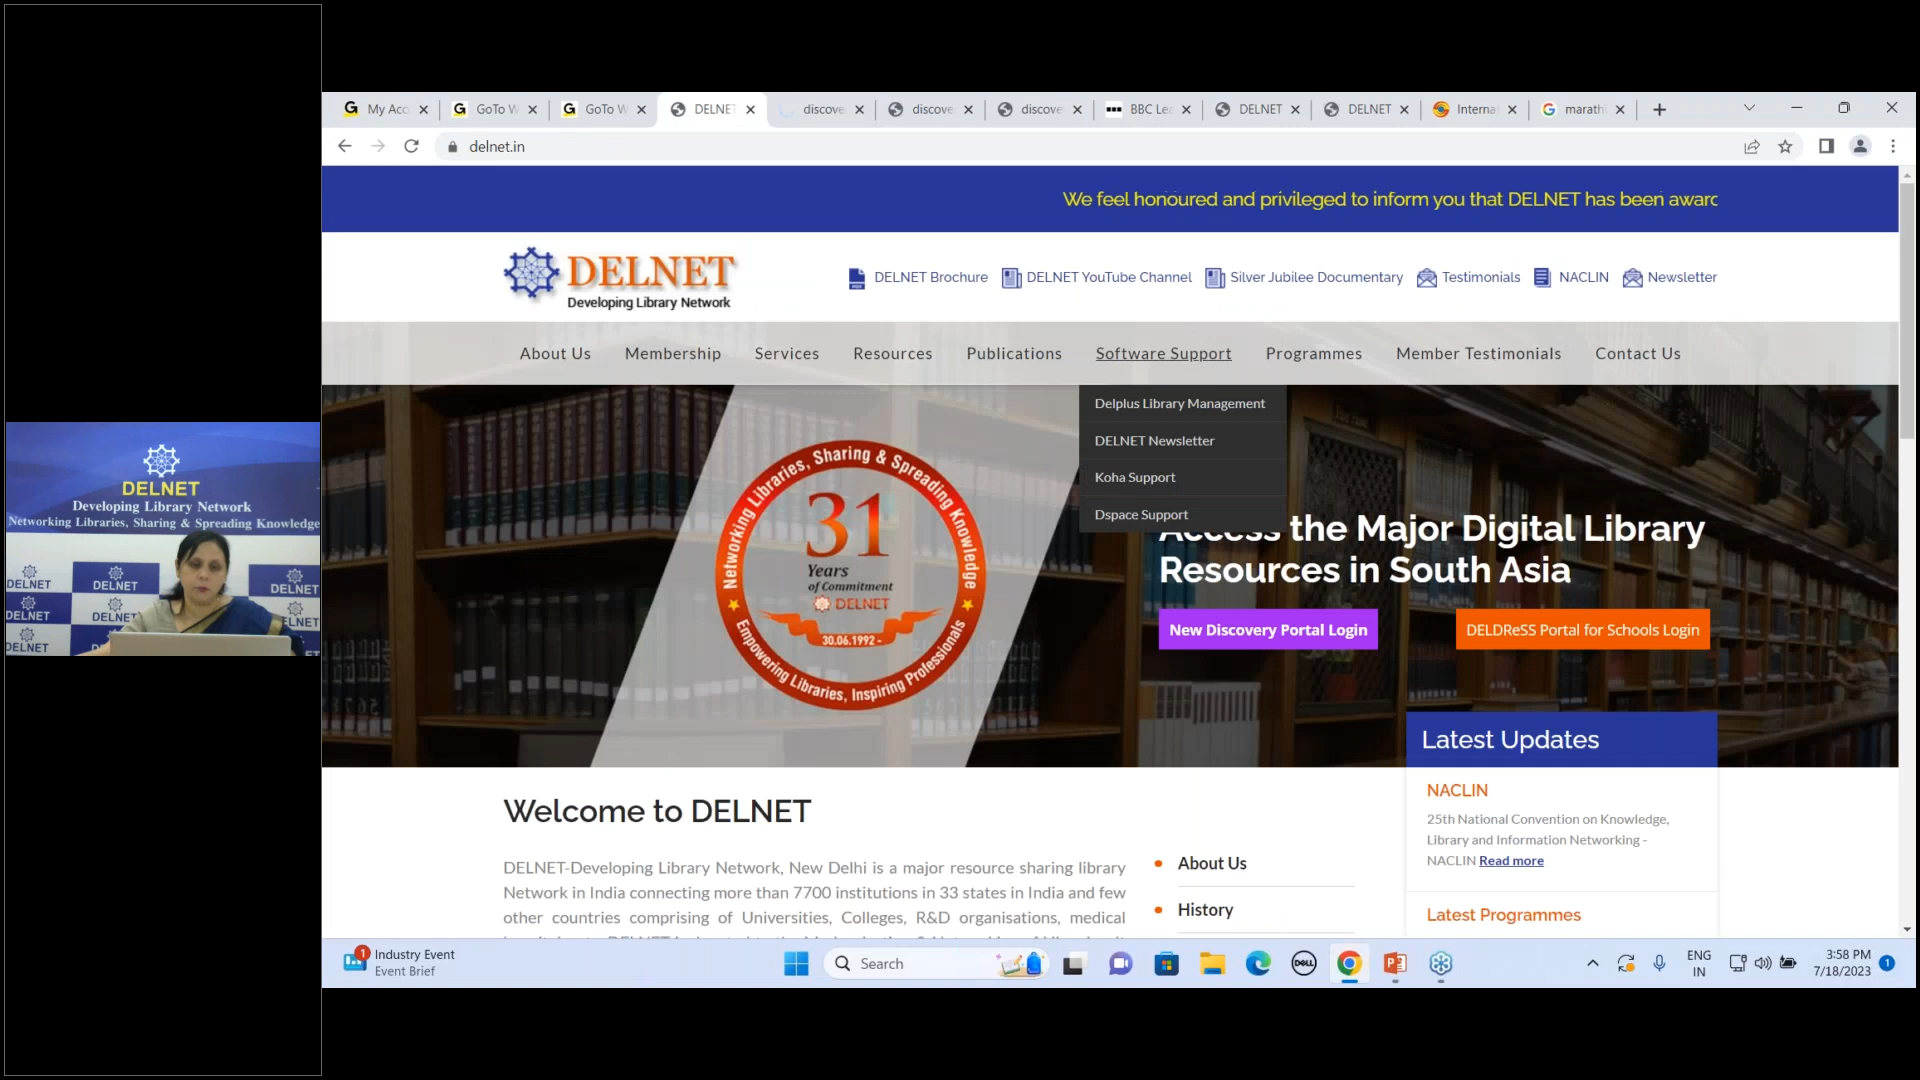 DELNET
Developing Library Network
Networking Libraries, Sharing & Spreading Knowledge
DELNET
DELNET
DELNET
DELNET
DELNET
DELNET
My Acc
GoTo W
GoTo W
DELNET
discove
discove
discove
BBC Lea
DELNET
DELNET
Internat
marath
delnet.in
We feel honoured and privileged to inform you that DELNET has been award
DELNET
Developing Library Network
DELNET Brochure
DELNET YouTube Channel
Silver Jubilee Documentary
Testimonials
NACLIN
Newsletter
About Us
Membership
Services
Resources
Publications
Software Support
Programmes
Member Testimonials
Contact Us
Delplus Library Management
DELNET Newsletter
Koha Support
Dspace Support
Networking Libraries, Sharing & Spreading Knowledge
31
Years
of Commitment
DELNET
30.06.1992 -
Empowering Libraries, Inspiring Professionals
Access the Major Digital Library
Resources in South Asia
New Discovery Portal Login
DELDReSS Portal for Schools Login
Latest Updates
NACLIN
25th National Convention on Knowledge,
Library and Information Networking -
NACLIN Read more
Latest Programmes
Welcome to DELNET
DELNET-Developing Library Network, New Delhi is a major resource sharing library
Network in India connecting more than 7700 institutions in 33 states in India and few
other countries comprising of Universities, Colleges, R&D organisations, medical
About Us
History
1
Industry Event
Event Brief
Search
DELL
ENG
IN
3:58 PM
7/18/2023
1